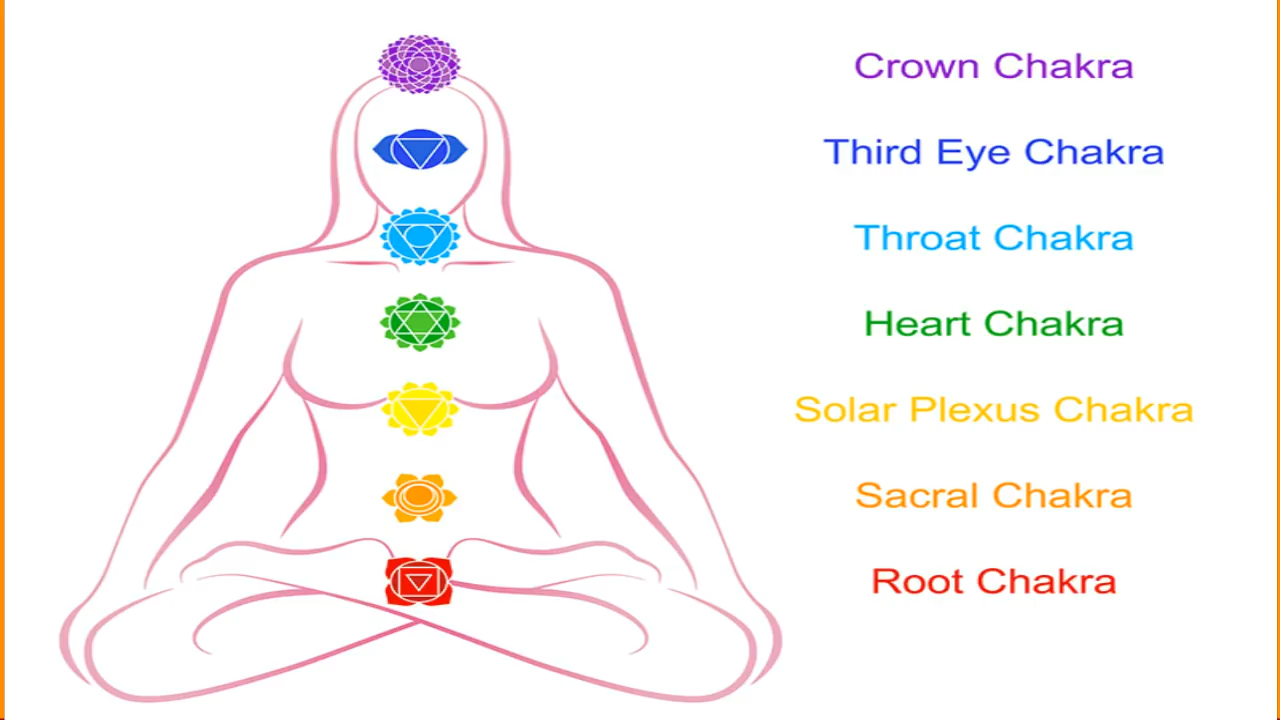 Crown Chakra
Third Eye Chakra
Throat Chakra
Heart Chakra
Solar Plexus Chakra
Sacral Chakra
Root Chakra